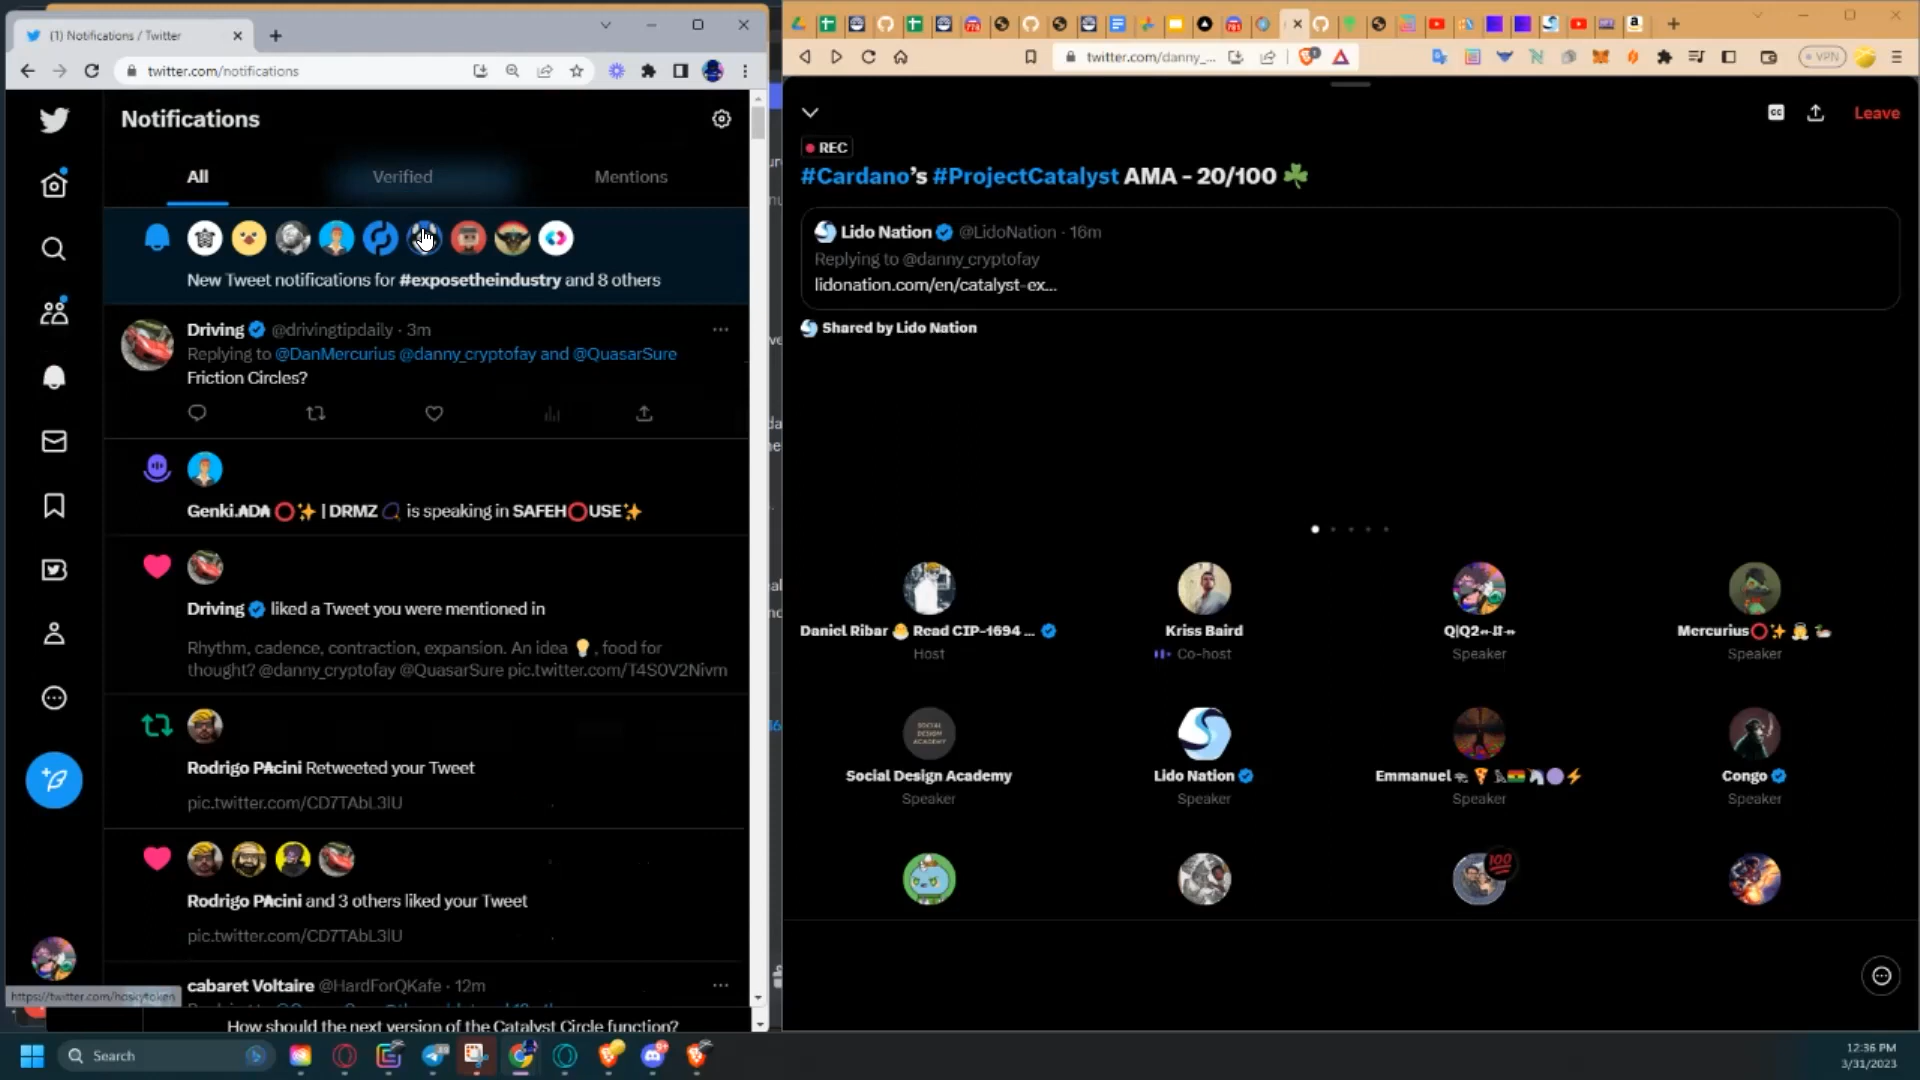 (1) Notifications / Twitter
twitter.com/notifications
Notifications
All
Verified
Mentions
New Tweet notifications for #exposetheindustry and 8 others
Driving @drivingtipdaily · 3m
Replying to @DanMercurius @danny_cryptofay and @QuasarSure
Friction Circles?
Genki.₳D₳ ⭕✨ | DRMZ is speaking in SAFEH⭕USE✨
Driving liked a Tweet you were mentioned in
Rhythm, cadence, contraction, expansion. An idea 💡, food for
thought? @danny_cryptofay @QuasarSure pic.twitter.com/T4S0V2Nivm
Rodrigo P₳cini Retweeted your Tweet
pic.twitter.com/CD7TAbL3lU
Rodrigo P₳cini and 3 others liked your Tweet
pic.twitter.com/CD7TAbL3lU
cabaret Voltaire @HardForQKafe · 12m
https://twitter.com/hoskytoken
How should the next version of the Catalyst Circle function?
twitter.com/danny_...
VPN
Leave
REC
#Cardano's #ProjectCatalyst AMA - 20/100 ☘️
Lido Nation @LidoNation · 16m
Replying to @danny_cryptofay
lidonation.com/en/catalyst-ex...
Shared by Lido Nation
Daniel Ribar 🐣 Read CIP-1694 ...
Host
Kriss Baird
Co-host
Q|Q2
Speaker
Mercurius⭕✨
Speaker
SOCIAL
DESIGN
ACADEMY
Social Design Academy
Speaker
Lido Nation
Speaker
Emmanuel
Speaker
Congo
Speaker
100
Search
12:36 PM
3/31/2023